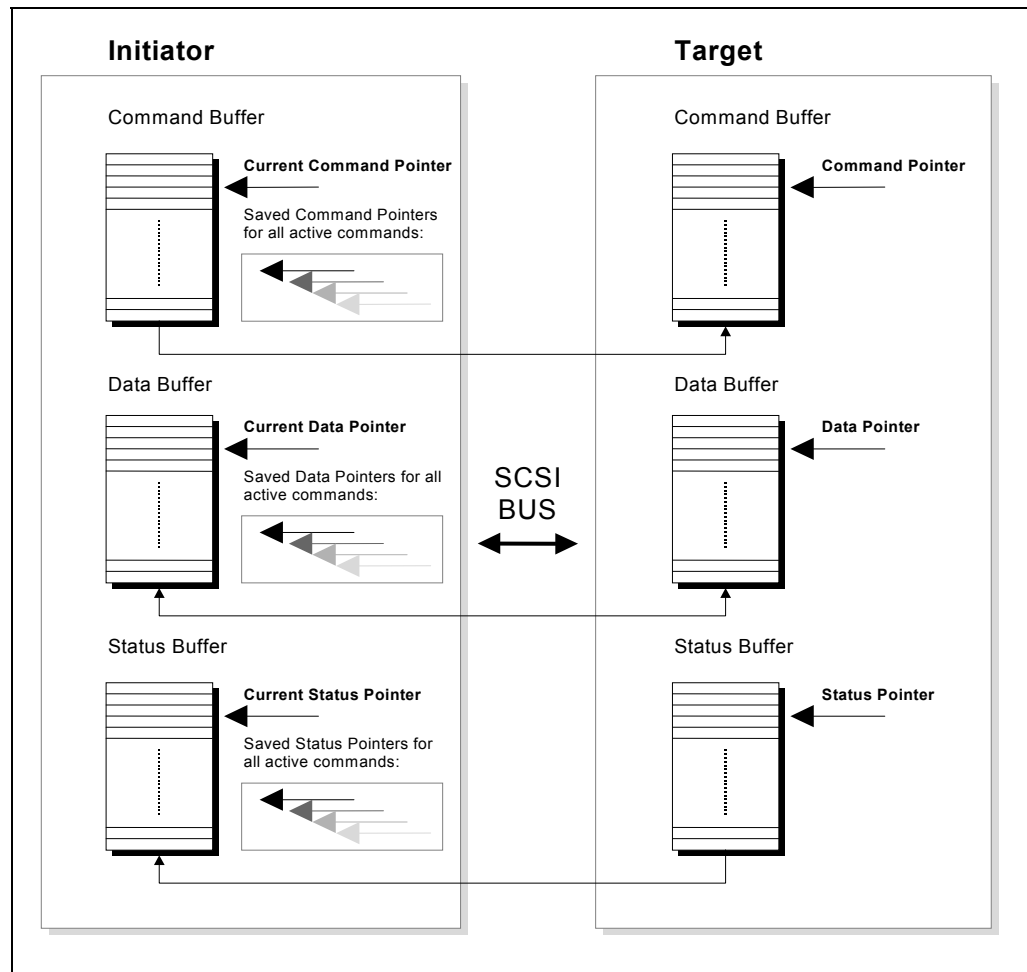 Initiator
Target
Command Buffer
Command Buffer
Current Command Pointer
Command Pointer
Saved Command Pointers
for all active commands:
Data Buffer
Data Buffer
Current Data Pointer
Data Pointer
Saved Data Pointers for all
active commands:
SCSI
BUS
Status Buffer
Status Buffer
Current Status Pointer
Status Pointer
Saved Status Pointers for
all active commands: